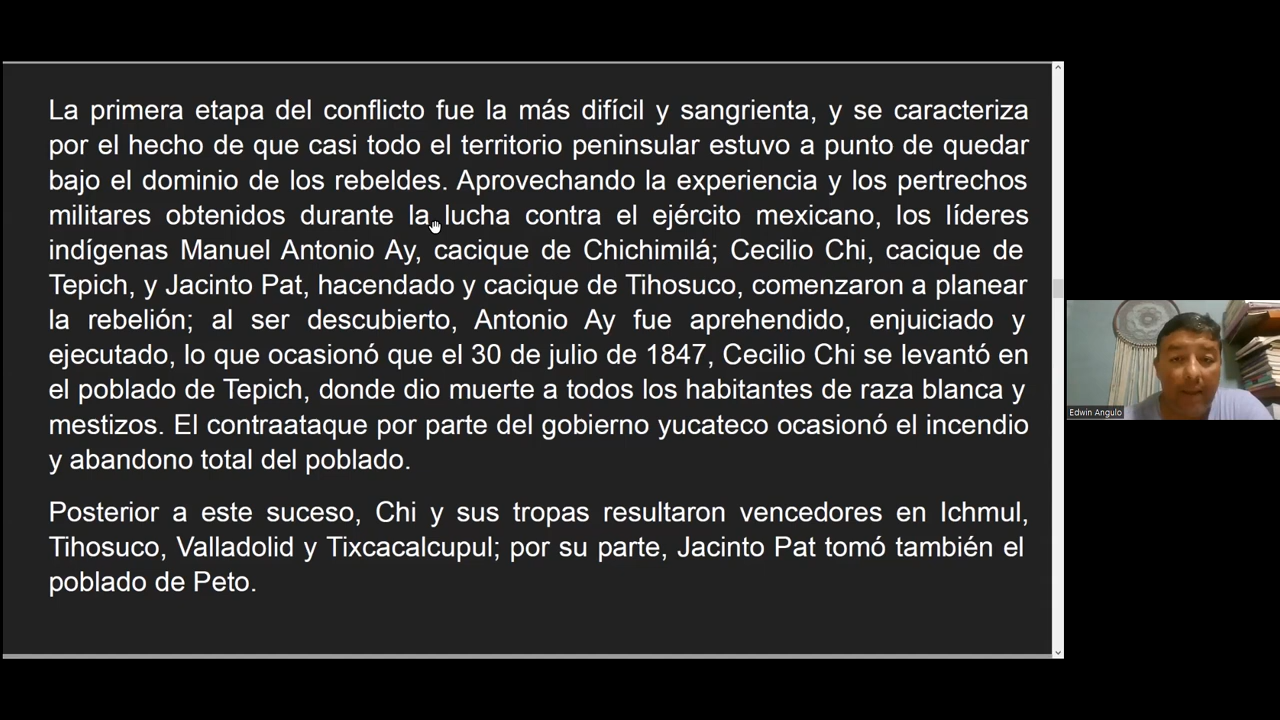 La primera etapa del conflicto fue la más difícil y sangrienta, y se caracteriza
por el hecho de que casi todo el territorio peninsular estuvo a punto de quedar
bajo el dominio de los rebeldes. Aprovechando la experiencia y los pertrechos
militares obtenidos durante la lucha contra el ejército mexicano, los líderes
indígenas Manuel Antonio Ay, cacique de Chichimilá; Cecilio Chi, cacique de
Tepich, y Jacinto Pat, hacendado y cacique de Tihosuco, comenzaron a planear
la rebelión; al ser descubierto, Antonio Ay fue aprehendido, enjuiciado y
ejecutado, lo que ocasionó que el 30 de julio de 1847, Cecilio Chi se levantó en
el poblado de Tepich, donde dio muerte a todos los habitantes de raza blanca y
mestizos. El contraataque por parte del gobierno yucateco ocasionó el incendio
y abandono total del poblado.
Posterior a este suceso, Chi y sus tropas resultaron vencedores en Ichmul,
Tihosuco, Valladolid y Tixcacalcupul; por su parte, Jacinto Pat tomó también el
poblado de Peto.
Edwin Angulo